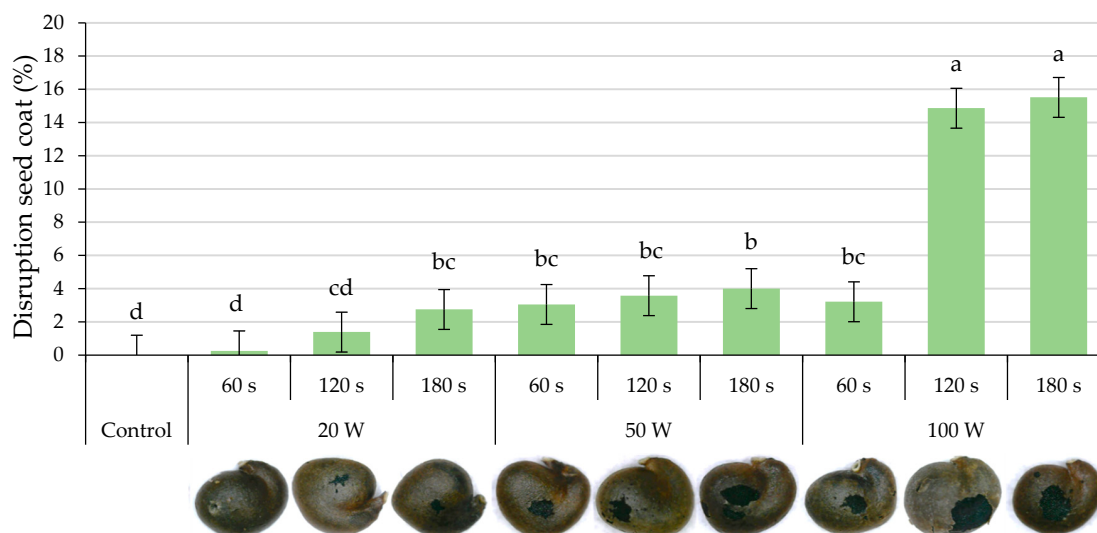 Disruption seed coat (%)
20
18
16
14
12
10
8
6
4
2
0
d
d
cd
bc
bc
bc
b
bc
a
a
60 s 120 s 180 s 60 s 120 s 180 s 60 s 120 s 180 s
Control 20 W 50 W 100 W